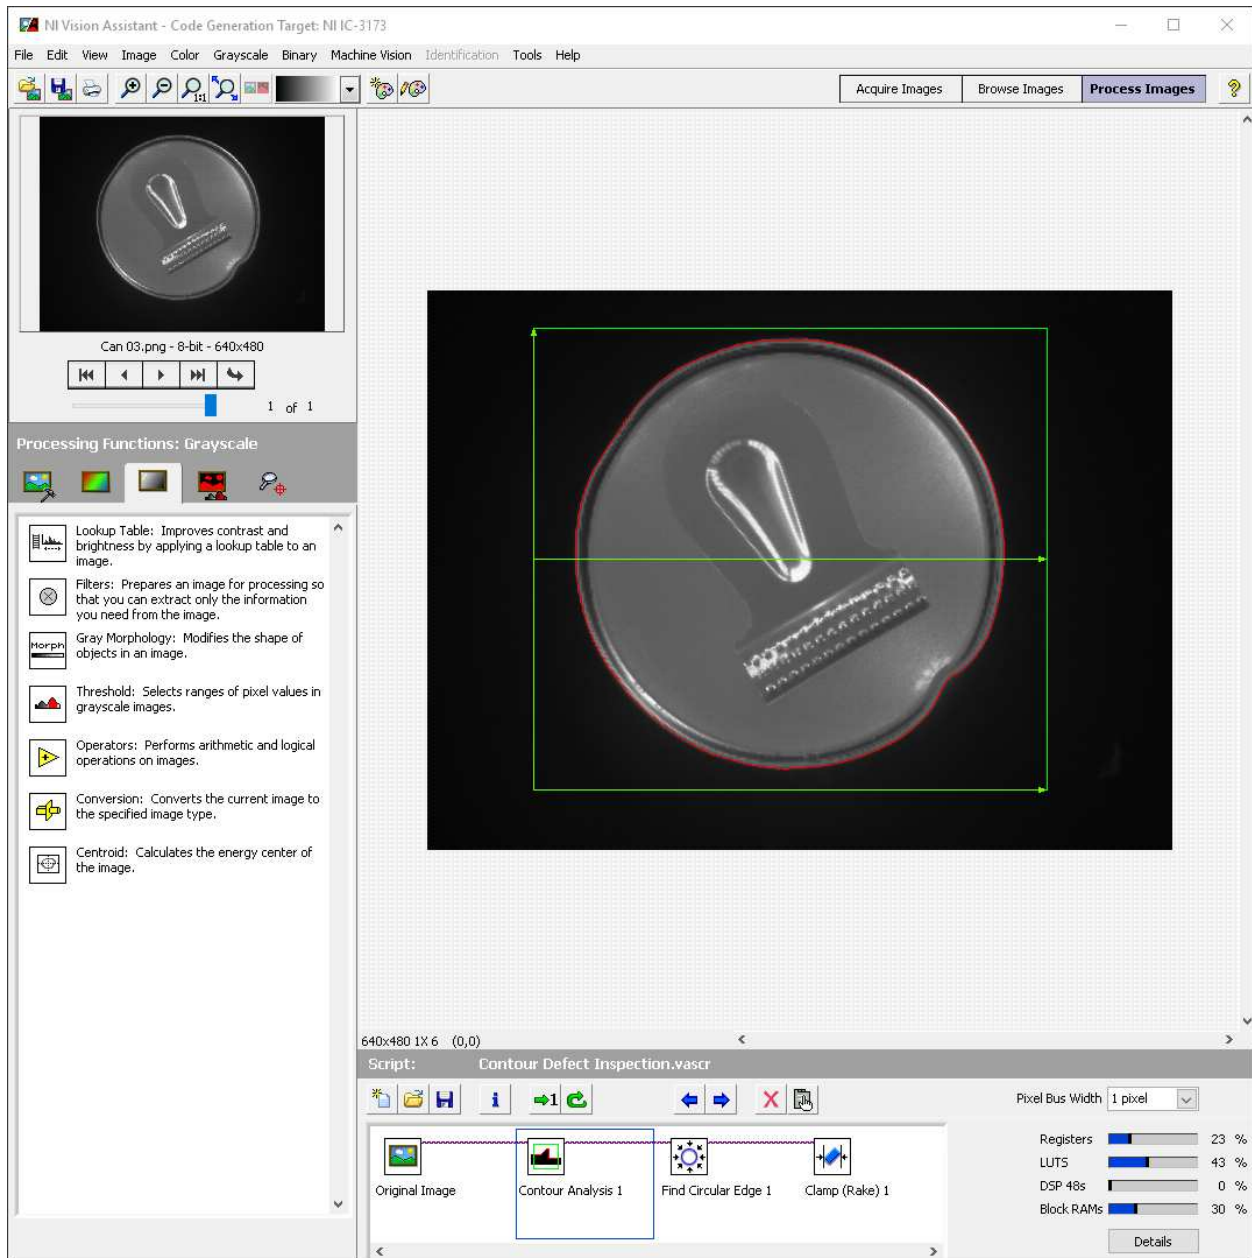 NI Vision Assistant - Code Generation Target: NI IC-3173
File Edit View Image Color Grayscale Binary Machine Vision Identification Tools Help
1:1
Acquire Images Browse Images Process Images ?
Can 03.png - 8-bit - 640x480
1 of 1
Processing Functions: Grayscale
Lookup Table: Improves contrast and
brightness by applying a lookup table to an
image.
Filters: Prepares an image for processing so
that you can extract only the information
you need from the image.
Morph
Gray Morphology: Modifies the shape of
objects in an image.
Threshold: Selects ranges of pixel values in
grayscale images.
Operators: Performs arithmetic and logical
operations on images.
Conversion: Converts the current image to
the specified image type.
Centroid: Calculates the energy center of
the image.
640x480 1X 6 (0,0)
Script: Contour Defect Inspection.vascr
i 1 X
Pixel Bus Width 1 pixel
Original Image Contour Analysis 1 Find Circular Edge 1 Clamp (Rake) 1
Registers 23 %
LUTS 43 %
DSP 48s 0 %
Block RAMs 30 %
Details